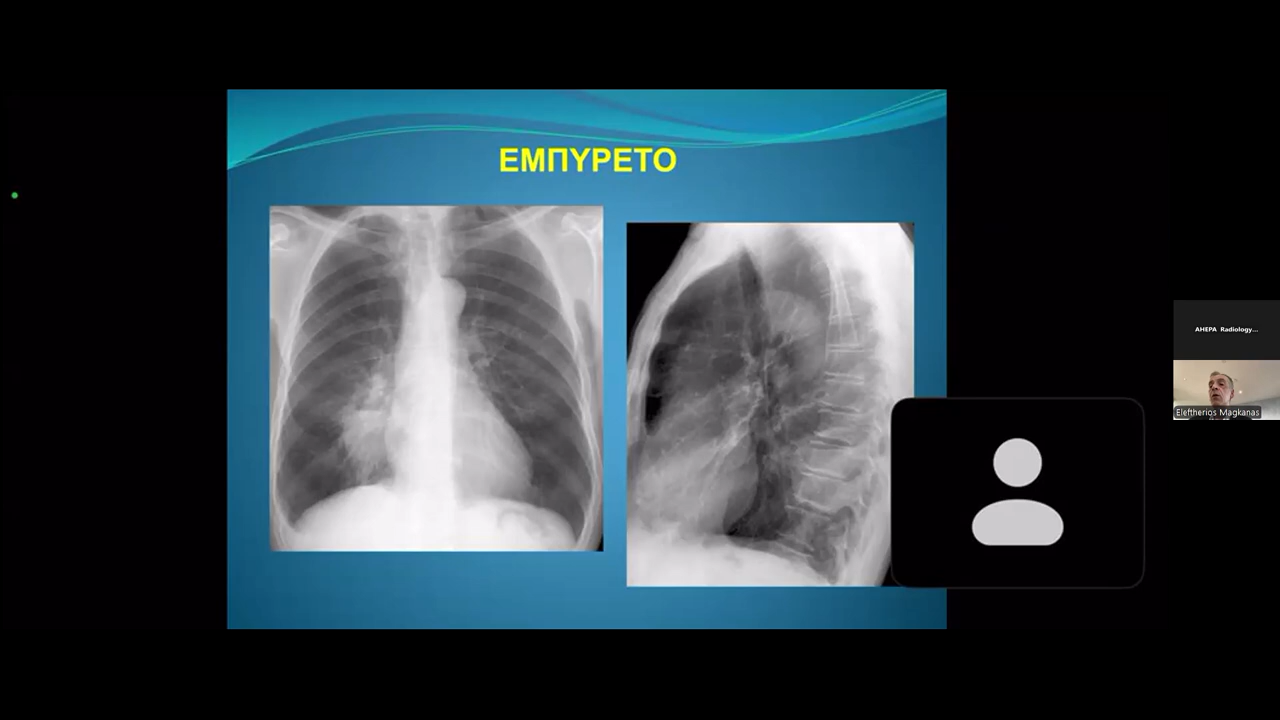 ΕΜΠΥΡΕΤΟ
AHEPA Radiology...
Eleftherios Magkanas